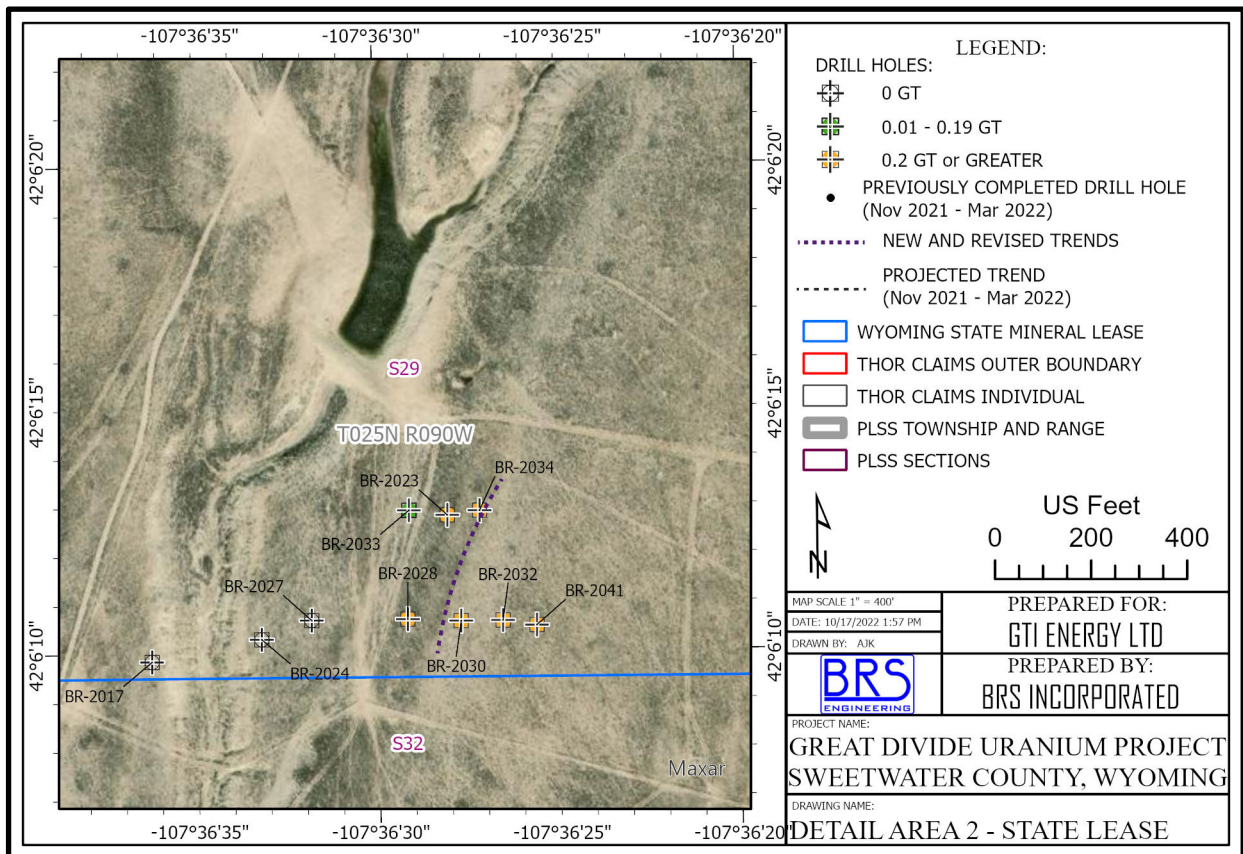 -107°36'35" -107°36'30" -107°36'25" -107°36'20"
42°6'20"
42°6'15"
42°6'10"
42°6'20"
42°6'15"
42°6'10"
S29
T025N R090W
BR-2034
BR-2023
BR-2033
BR-2028
BR-2032
BR-2041
BR-2027
BR-2024
BR-2030
BR-2017
S32
Maxar
-107°36'35" -107°36'30" -107°36'25" -107°36'20"
LEGEND:
DRILL HOLES:
0 GT
0.01 - 0.19 GT
0.2 GT or GREATER
PREVIOUSLY COMPLETED DRILL HOLE
(Nov 2021 - Mar 2022)
NEW AND REVISED TRENDS
PROJECTED TREND
(Nov 2021 - Mar 2022)
WYOMING STATE MINERAL LEASE
THOR CLAIMS OUTER BOUNDARY
THOR CLAIMS INDIVIDUAL
PLSS TOWNSHIP AND RANGE
PLSS SECTIONS
N
US Feet
0 200 400
MAP SCALE 1" = 400'
DATE: 10/17/2022 1:57 PM
DRAWN BY: AJK
PREPARED FOR:
GTI ENERGY LTD
BRS
ENGINEERING
PREPARED BY:
BRS INCORPORATED
PROJECT NAME:
GREAT DIVIDE URANIUM PROJECT
SWEETWATER COUNTY, WYOMING
DRAWING NAME:
DETAIL AREA 2 - STATE LEASE